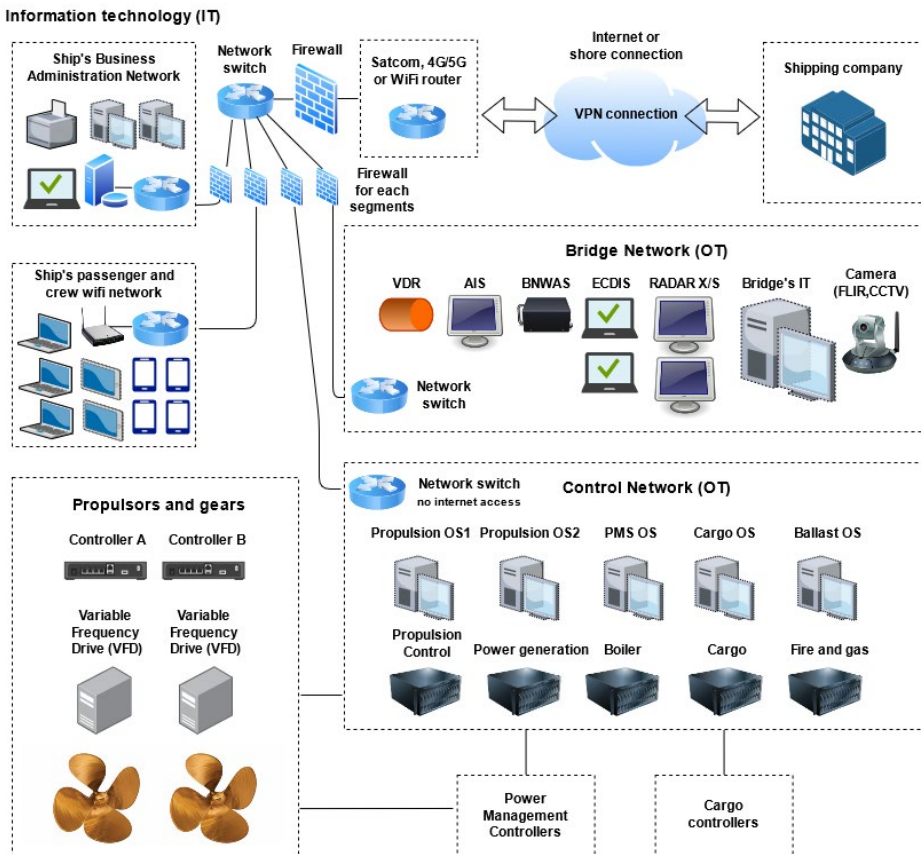 Information technology (IT)
Ship's Business
Administration Network
Network
switch
Firewall
Satcom, 4G/5G
or WiFi router
Internet or
shore connection
VPN connection
Shipping company
Firewall
for each
segments
Ship's passenger and
crew wifi network
Bridge Network (OT)
VDR
AIS
BNWAS
ECDIS
RADAR X/S
Bridge's IT
Camera
(FLIR,CCTV)
Network
switch
Propulsors and gears
Controller A
Controller B
Variable
Frequency
Drive (VFD)
Variable
Frequency
Drive (VFD)
Network switch
no internet access
Control Network (OT)
Propulsion OS1
Propulsion OS2
PMS OS
Cargo OS
Ballast OS
Propulsion
Control
Power generation
Boiler
Cargo
Fire and gas
Power
Management
Controllers
Cargo
controllers